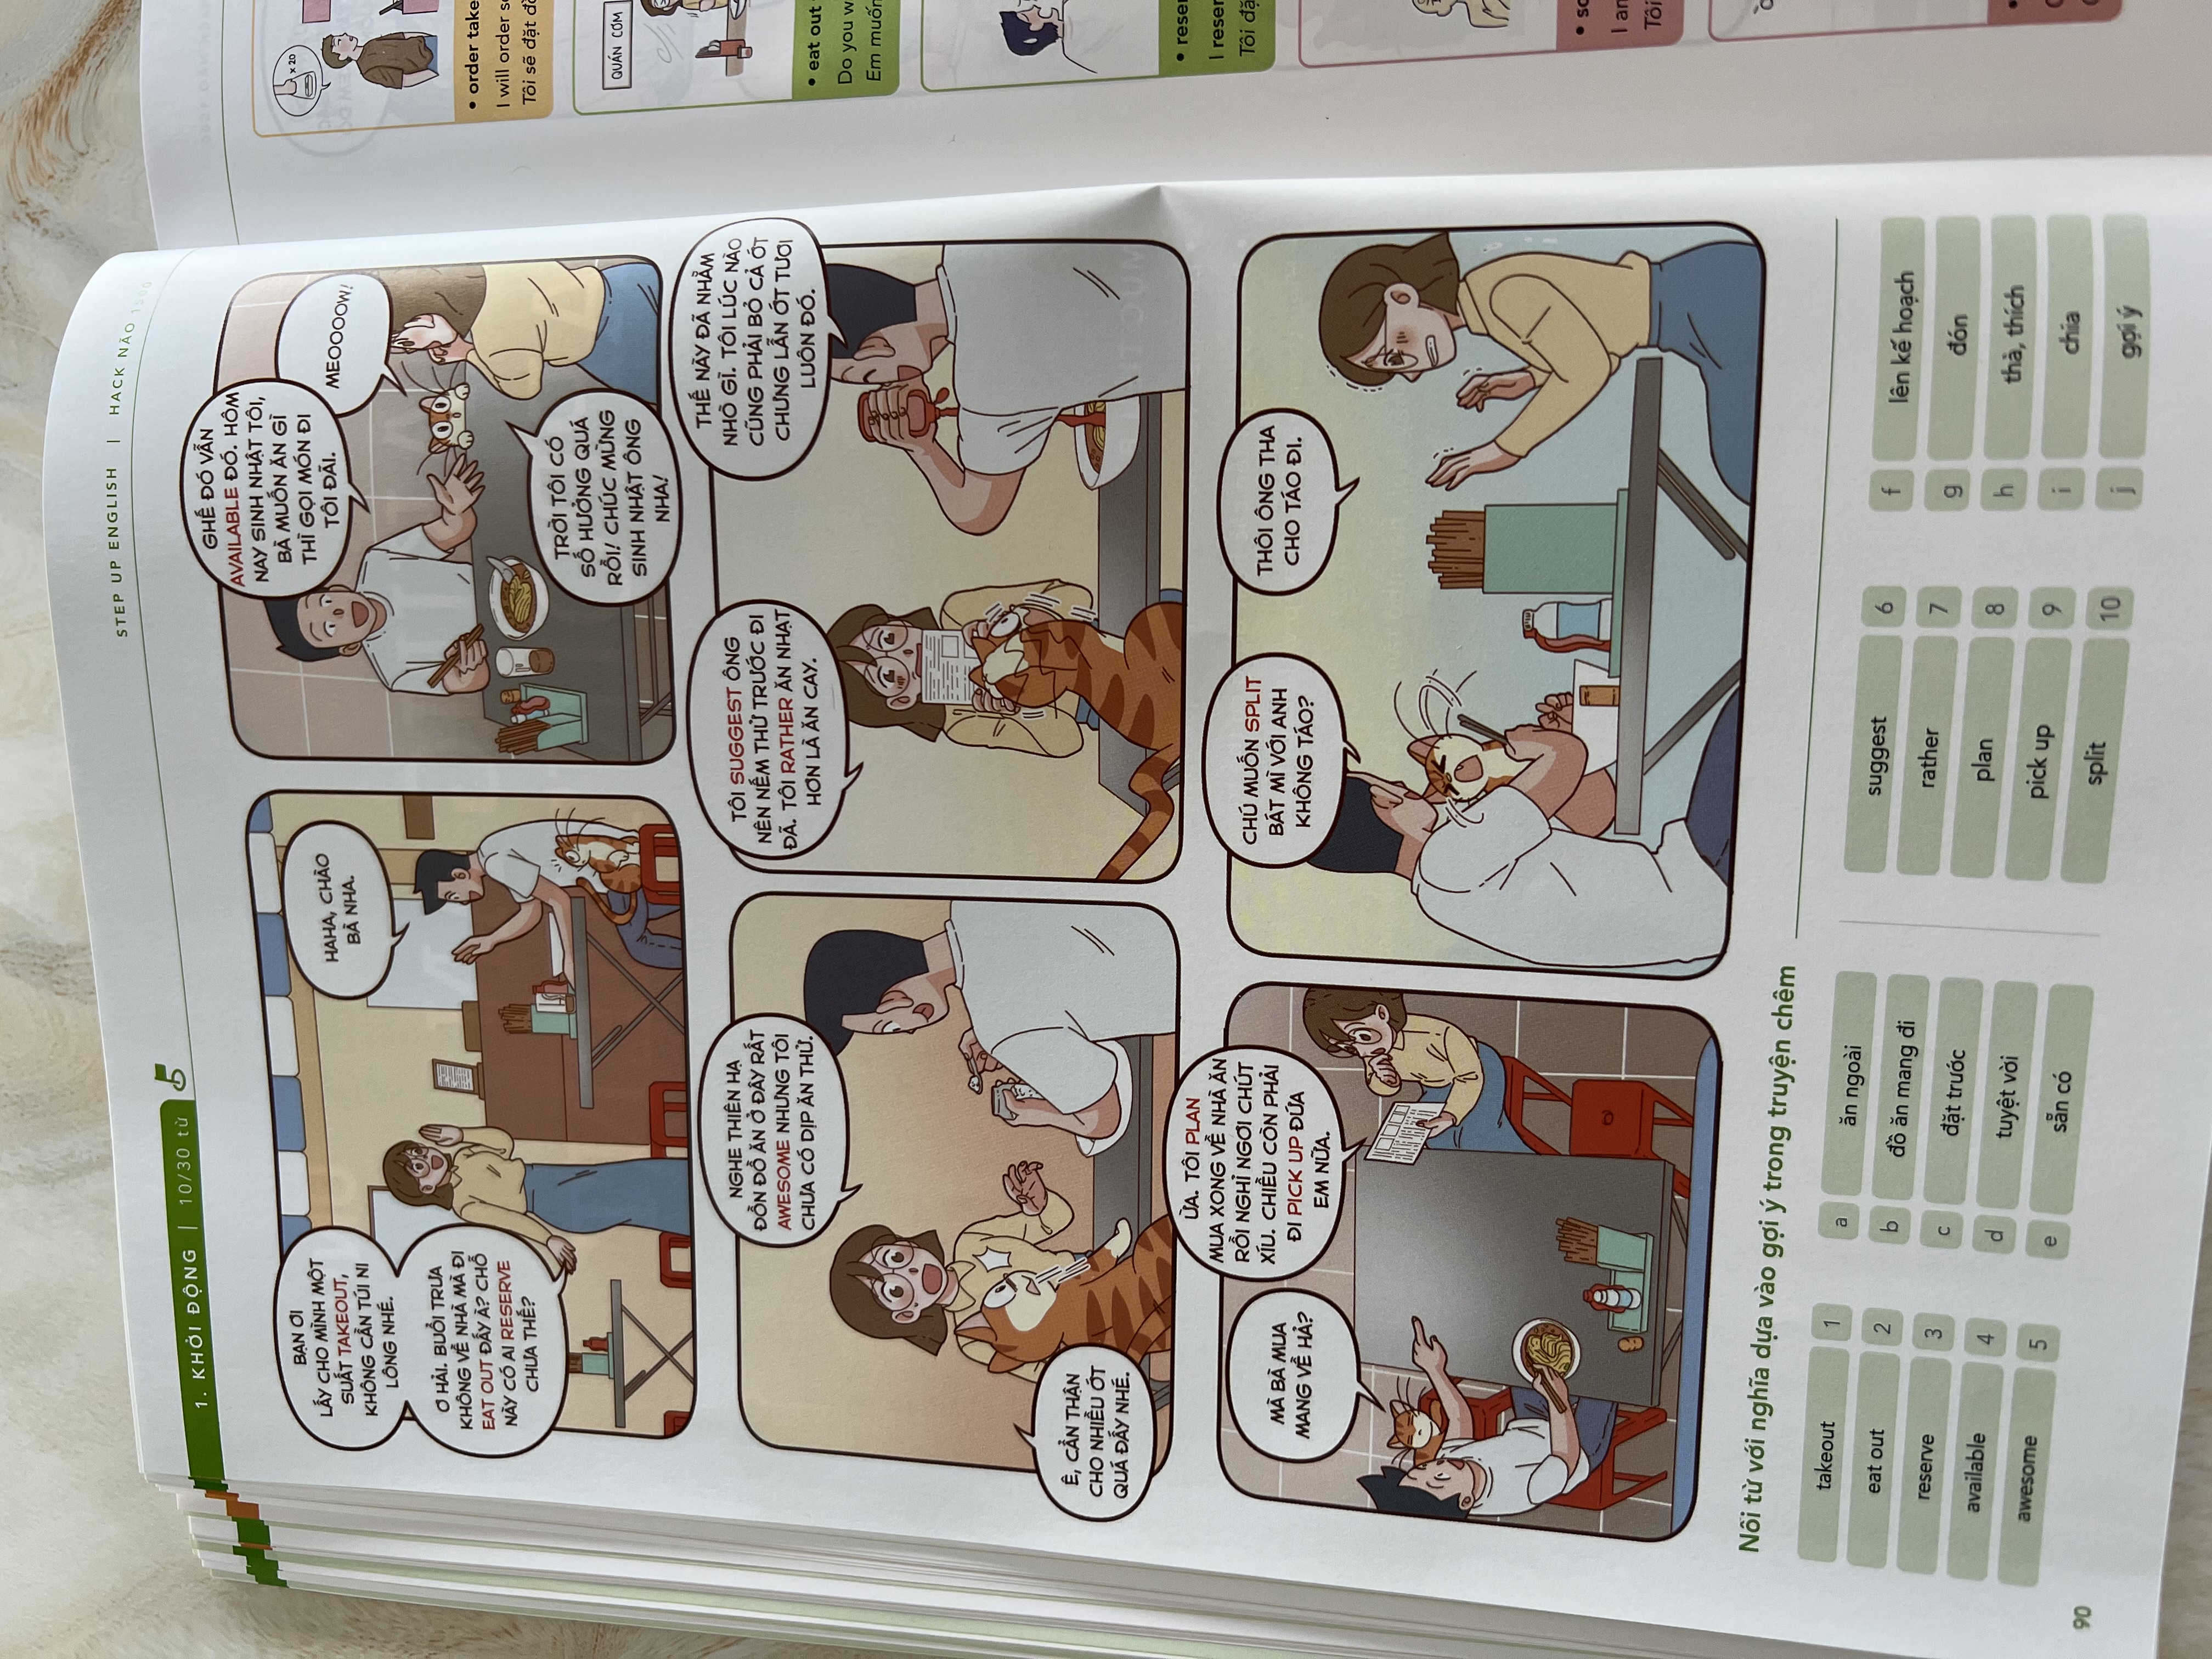 STEP UP ENGLISH | HACK NÃO 1500
1. KHỞI ĐỘNG | 10/30 từ
BẠN ƠI
LẤY CHO MÌNH MỘT
SUẤT TAKEOUT,
KHÔNG CẦN TÚI NI
LÔNG NHÉ.
Ơ HẢI. BUỔI TRƯA
KHÔNG VỀ NHÀ MÀ ĐI
EAT OUT ĐẤY À? CHỖ
NÀY CÓ AI RESERVE
CHƯA THẾ?
HAHA, CHÀO
BÀ NHA.
GHẾ ĐÓ VẪN
AVAILABLE ĐÓ. HÔM
NAY SINH NHẬT TÔI,
BÀ MUỐN ĂN GÌ
THÌ GỌI MÓN ĐI
TÔI ĐÃI.
MEOOOOW!
TRỜI TÔI CÓ
SỐ HƯỞNG QUÁ
RỒI! CHÚC MỪNG
SINH NHẬT ÔNG
NHA!
NGHE THIÊN HẠ
ĐỒN ĐỒ ĂN Ở ĐÂY RẤT
AWESOME NHƯNG TÔI
CHƯA CÓ DỊP ĂN THỬ.
Ê, CẨN THẬN
CHO NHIỀU ỚT
QUÁ ĐẤY NHÉ.
TÔI SUGGEST ÔNG
NÊN NẾM THỬ TRƯỚC ĐI
ĐÃ. TÔI RATHER ĂN NHẠT
HƠN LÀ ĂN CAY.
THẾ NÀY ĐÃ NHẰM
NHÒ GÌ. TÔI LÚC NÀO
CŨNG PHẢI BỎ CẢ ỚT
CHƯNG LẪN ỚT TƯƠI
LUÔN ĐÓ.
MÀ BÀ MUA
MANG VỀ HẢ?
ỪA. TÔI PLAN
MUA XONG VỀ NHÀ ĂN
RỒI NGHỈ NGƠI CHÚT
XÍU. CHIỀU CÒN PHẢI
ĐI PICK UP ĐỨA
EM NỮA.
CHÚ MUỐN SPLIT
BÁT MÌ VỚI ANH
KHÔNG TÁO?
THÔI ÔNG THA
CHO TÁO ĐI.
Nối từ với nghĩa dựa vào gợi ý trong truyện chêm
takeout 1
eat out 2
reserve 3
available 4
awesome 5
a ăn ngoài
b đồ ăn mang đi
c đặt trước
d tuyệt vời
e sẵn có
suggest 6
rather 7
plan 8
pick up 9
split 10
f lên kế hoạch
g đón
h thà, thích
i chia
j gợi ý
90
x 20
• order take
I will order
Tôi sẽ đặt
QUÁN CƠM
• eat out
Do you
Em muốn
•
I
Tôi
•
I
Tôi